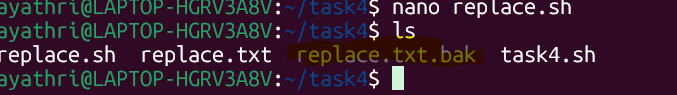 ayathri@LAPTOP-HGRV3A8V:~/task4$ nano replace.sh
ayathri@LAPTOP-HGRV3A8V:~/task4$ ls
replace.sh replace.txt replace.txt.bak task4.sh
ayathri@LAPTOP-HGRV3A8V:~/task4$